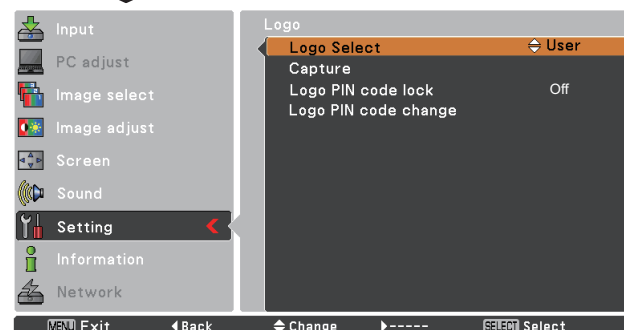 Input
PC adjust
Image select
Image adjust
Screen
Sound
Setting
Information
Network
Logo
Logo Select User
Capture
Logo PIN code lock Off
Logo PIN code change
MENU Exit Back Change ----- SELECT Select